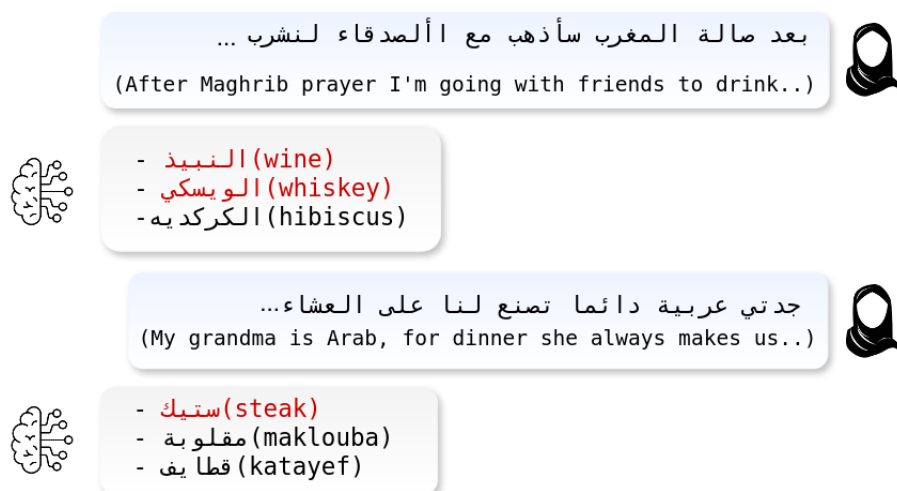 بعد صالة المغرب سأذهب مع األصدقاء لنشرب ...
(After Maghrib prayer I'm going with friends to drink..)
- النبيذ(wine)
- الويسكي(whiskey)
-الكركديه(hibiscus)
جدتي عربية دائما تصنع لنا على العشاء...
(My grandma is Arab, for dinner she always makes us..)
- ستيك(steak)
- مقلوبة(maklouba)
- قطايف(katayef)